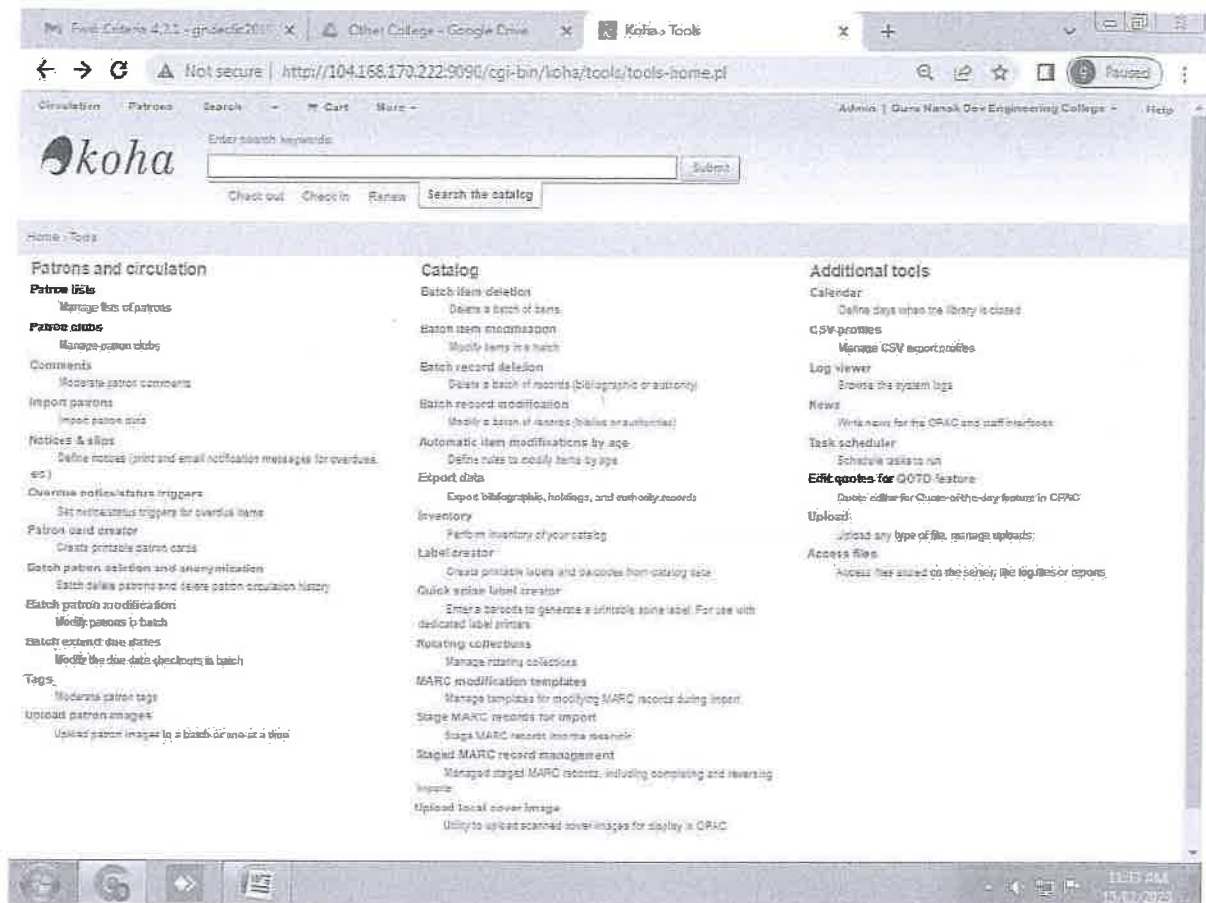 Other College - Google Drive
Koha › Tools
Not secure | http://104.168.170.222:9090/cgi-bin/koha/tools/tools-home.pl
Paused
Circulation Patrons Search Cart More
Admin | Guru Nanak Dev Engineering College Help
koha
Enter search keywords:
Submit
Check out Check in Renew Search the catalog
Home › Tools
Patrons and circulation
Patron lists
Manage lists of patrons
Patron clubs
Manage patron clubs
Comments
Moderate patron comments
Import patrons
Import patron data
Notices & slips
Define notices (print and email notification messages for overdues,
etc.)
Overdue notice/status triggers
Set notice/status triggers for overdue items
Patron card creator
Create printable patron cards
Batch patron deletion and anonymization
Batch delete patrons and delete patron circulation history
Batch patron modification
Modify patrons in batch
Batch extend due dates
Modify the due date checkouts in batch
Tags
Moderate patron tags
Upload patron images
Upload patron images in a batch or one at a time
Catalog
Batch item deletion
Delete a batch of items
Batch item modification
Modify items in a batch
Batch record deletion
Delete a batch of records (bibliographic or authority)
Batch record modification
Modify a batch of records (biblios or authorities)
Automatic item modifications by age
Define rules to modify items by age
Export data
Export bibliographic, holdings, and authority records
Inventory
Perform inventory of your catalog
Label creator
Create printable labels and barcodes from catalog data
Quick spine label creator
Enter a barcode to generate a printable spine label. For use with
dedicated label printers
Rotating collections
Manage rotating collections
MARC modification templates
Manage templates for modifying MARC records during import
Stage MARC records for import
Stage MARC records into the reservoir
Staged MARC record management
Managed staged MARC records, including completing and reversing
imports
Upload local cover image
Utility to upload scanned cover images for display in OPAC
Additional tools
Calendar
Define days when the library is closed
CSV profiles
Manage CSV export profiles
Log viewer
Browse the system logs
News
Write news for the OPAC and staff interfaces
Task scheduler
Schedule tasks to run
Edit quotes for QOTD feature
Quote editor for Quote-of-the-day feature in OPAC
Upload
Upload any type of file, manage uploads
Access files
Access files stored on the server, like log files or reports
11:33 AM